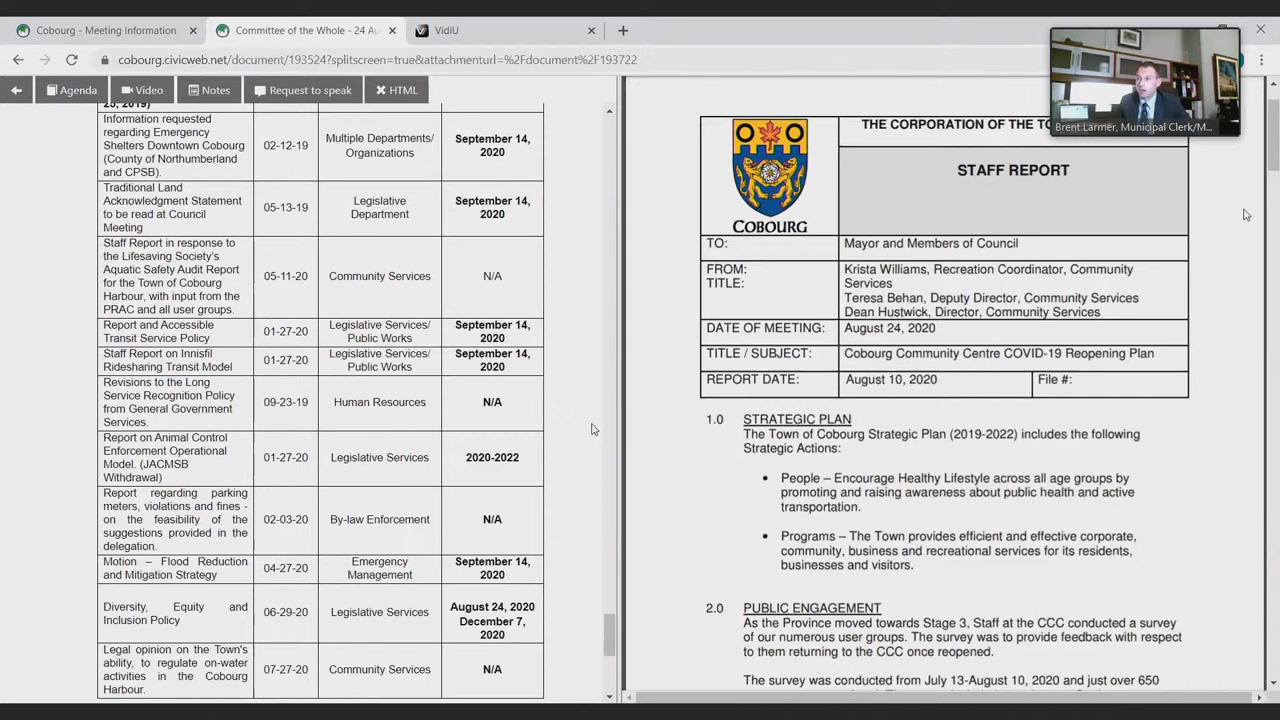 Cobourg - Meeting Information
Committee of the Whole - 24 Au
VidiU
cobourg.civicweb.net/document/193524?splitscreen=true&attachmenturl=%2Fdocument%2F193722
Agenda
Video
Notes
Request to speak
HTML
25, 2019)
Information requested
regarding Emergency
Shelters Downtown Cobourg
(County of Northumberland
and CPSB).
02-12-19
Multiple Departments/
Organizations
September 14,
2020
Traditional Land
Acknowledgment Statement
to be read at Council
Meeting
05-13-19
Legislative
Department
September 14,
2020
Staff Report in response to
the Lifesaving Society's
Aquatic Safety Audit Report
for the Town of Cobourg
Harbour, with input from the
PRAC and all user groups.
05-11-20
Community Services
N/A
Report and Accessible
Transit Service Policy
01-27-20
Legislative Services/
Public Works
September 14,
2020
Staff Report on Innisfil
Ridesharing Transit Model
01-27-20
Legislative Services/
Public Works
September 14,
2020
Revisions to the Long
Service Recognition Policy
from General Government
Services.
09-23-19
Human Resources
N/A
Report on Animal Control
Enforcement Operational
Model. (JACMSB
Withdrawal)
01-27-20
Legislative Services
2020-2022
Report regarding parking
meters, violations and fines -
on the feasibility of the
suggestions provided in the
delegation.
02-03-20
By-law Enforcement
N/A
Motion – Flood Reduction
and Mitigation Strategy
04-27-20
Emergency
Management
September 14,
2020
Diversity, Equity and
Inclusion Policy
06-29-20
Legislative Services
August 24, 2020
December 7,
2020
Legal opinion on the Town's
ability, to regulate on-water
activities in the Cobourg
Harbour.
07-27-20
Community Services
N/A
COBOURG
THE CORPORATION OF THE TO
STAFF REPORT
TO:
Mayor and Members of Council
FROM:
TITLE:
Krista Williams, Recreation Coordinator, Community
Services
Teresa Behan, Deputy Director, Community Services
Dean Hustwick, Director, Community Services
DATE OF MEETING:
August 24, 2020
TITLE / SUBJECT:
Cobourg Community Centre COVID-19 Reopening Plan
REPORT DATE:
August 10, 2020
File #:
1.0 STRATEGIC PLAN
The Town of Cobourg Strategic Plan (2019-2022) includes the following
Strategic Actions:
• People – Encourage Healthy Lifestyle across all age groups by
promoting and raising awareness about public health and active
transportation.
• Programs – The Town provides efficient and effective corporate,
community, business and recreational services for its residents,
businesses and visitors.
2.0 PUBLIC ENGAGEMENT
As the Province moved towards Stage 3, Staff at the CCC conducted a survey
of our numerous user groups. The survey was to provide feedback with respect
to them returning to the CCC once reopened.
The survey was conducted from July 13-August 10, 2020 and just over 650
Brent Larmer, Municipal Clerk/M...